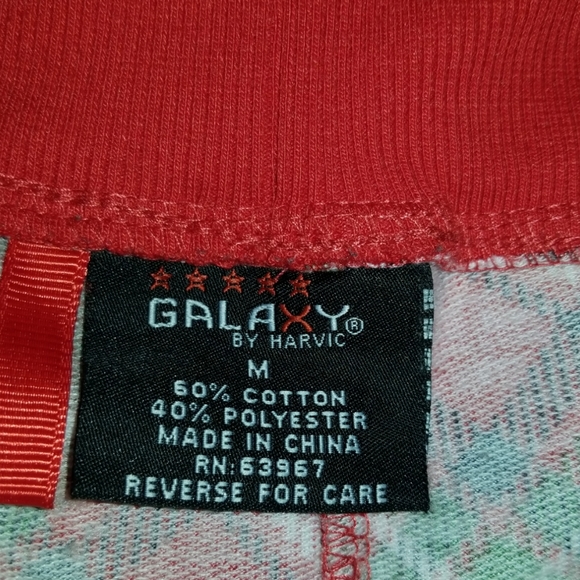 GALAXY®
BY HARVIC
M
60% COTTON
40% POLYESTER
MADE IN CHINA
RN:63967
REVERSE FOR CARE